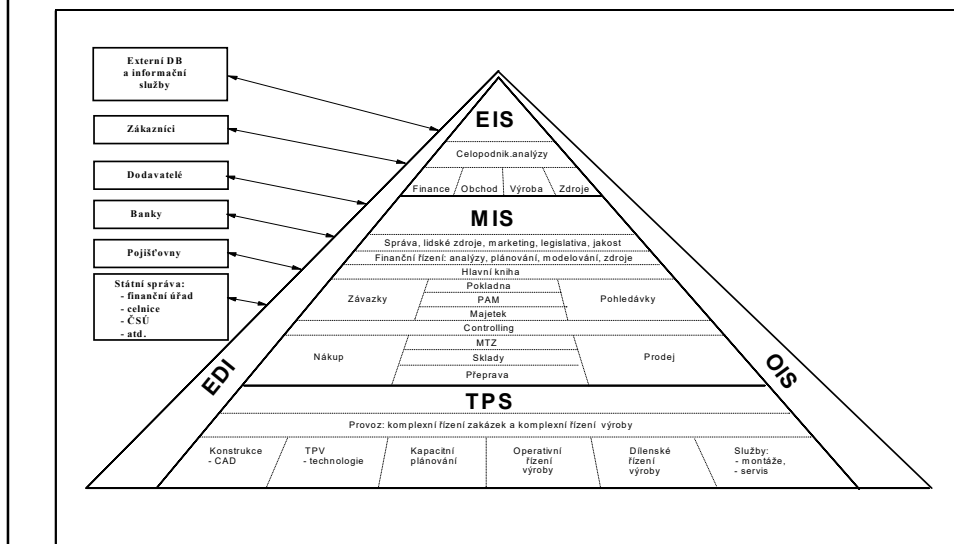 Externí DB
a informační
služby
Zákazníci
Dodavatelé
Banky
Pojišťovny
Státní správa:
- finanční úřad
- celnice
- ČSÚ
- atd.
EDI
EIS
Celopodnik.analýzy
Finance Obchod Výroba Zdroje
MIS
Správa, lidské zdroje, marketing, legislativa, jakost
Finanční řízení: analýzy, plánování, modelování, zdroje
Hlavní kniha
Závazky
Pokladna
PAM
Majetek
Pohledávky
Controlling
Nákup
MTZ
Sklady
Přeprava
Prodej
TPS
Provoz: komplexní řízení zakázek a komplexní řízení výroby
Konstrukce
- CAD
TPV
- technologie
Kapacitní
plánování
Operativní
řízení
výroby
Dílenské
řízení
výroby
Služby:
- montáže,
- servis
OIS